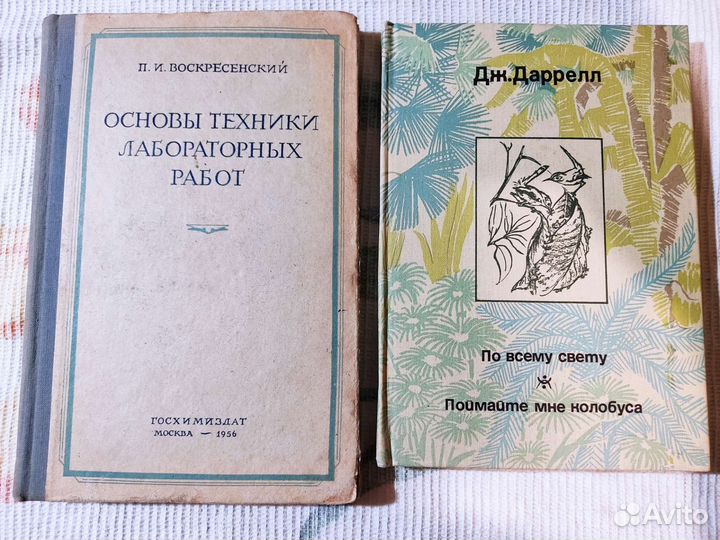 П. И. ВОСКРЕСЕНСКИЙ
ОСНОВЫ ТЕХНИКИ
ЛАБОРАТОРНЫХ
РАБОТ
ГОСХИМИЗДАТ
МОСКВА — 1956
Дж. Даррелл
По всему свету
Поймайте мне колобуса
Avito